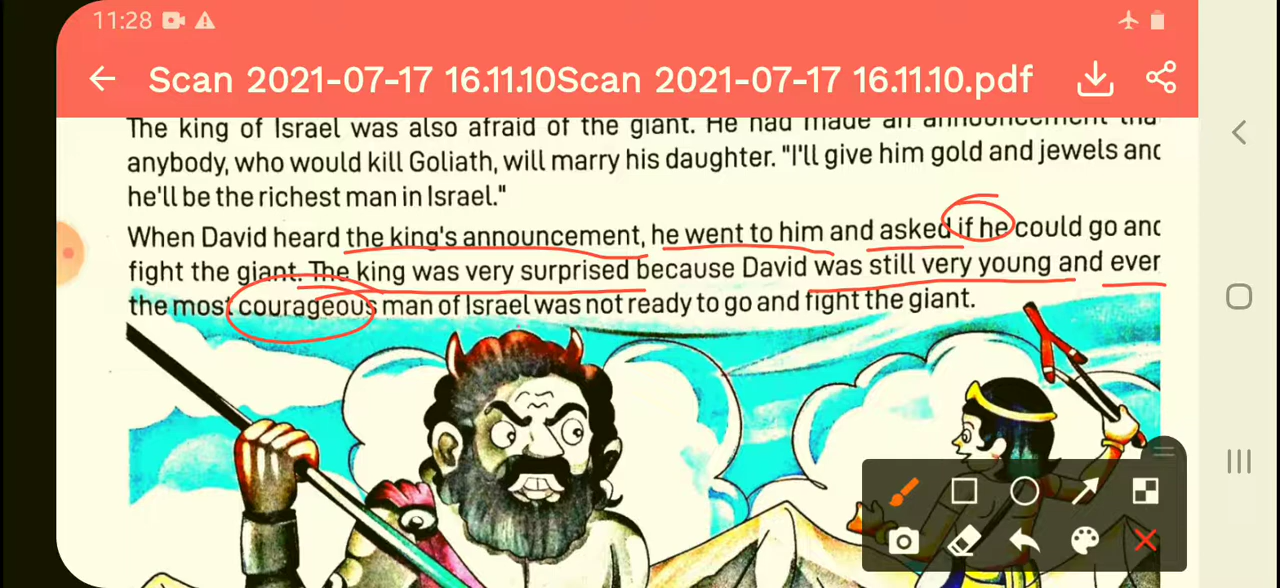 11:28
Scan 2021-07-17 16.11.10Scan 2021-07-17 16.11.10.pdf
The king of Israel was also afraid of the giant. He had made an announcement tha
anybody, who would kill Goliath, will marry his daughter. "I'll give him gold and jewels and
he'll be the richest man in Israel."
When David heard the king's announcement, he went to him and asked if he could go and
fight the giant. The king was very surprised because David was still very young and ever
the most courageous man of Israel was not ready to go and fight the giant.